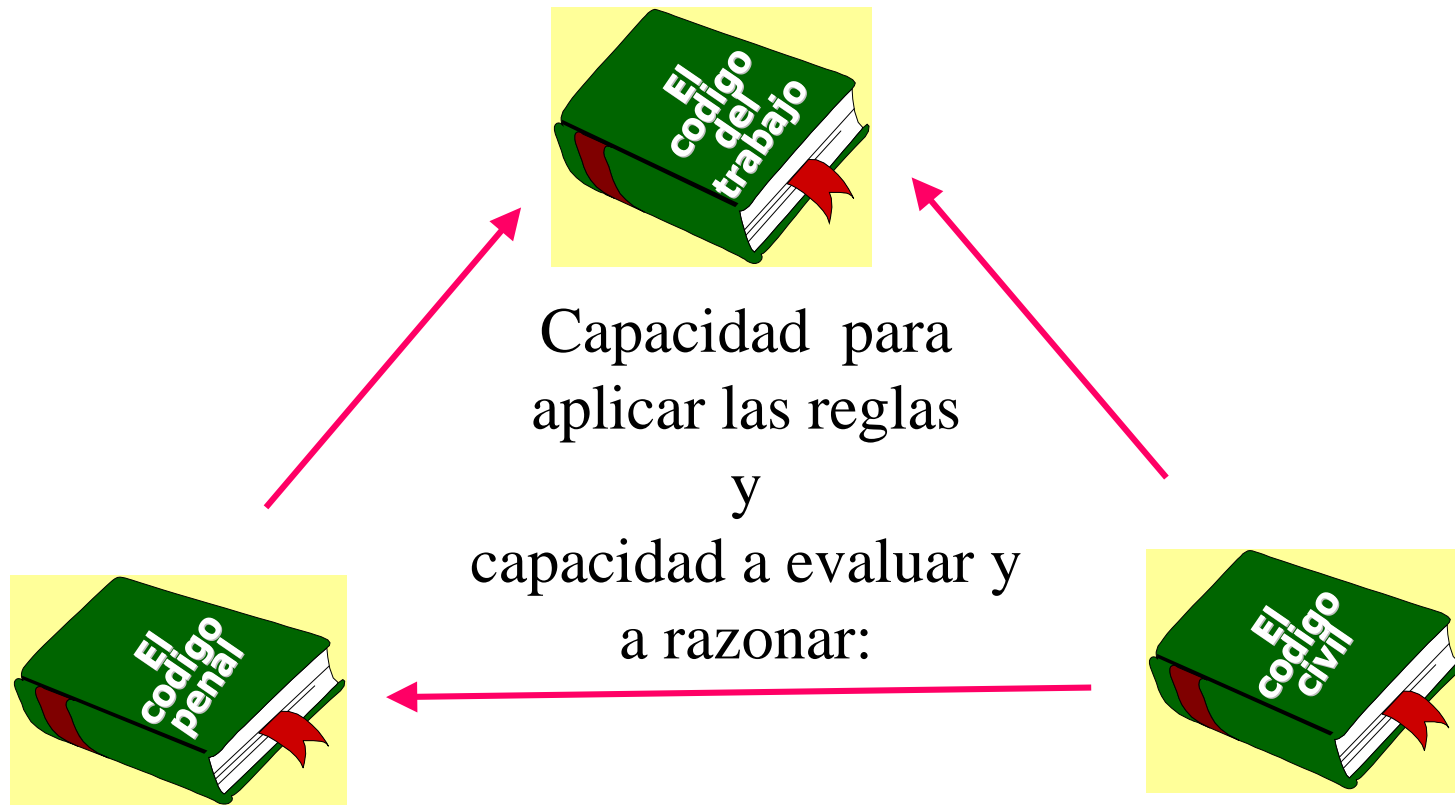 El
codigo
del
trabajo
Capacidad para
aplicar las reglas
y
capacidad a evaluar y
a razonar:
El
codigo
penal
El
codigo
civil